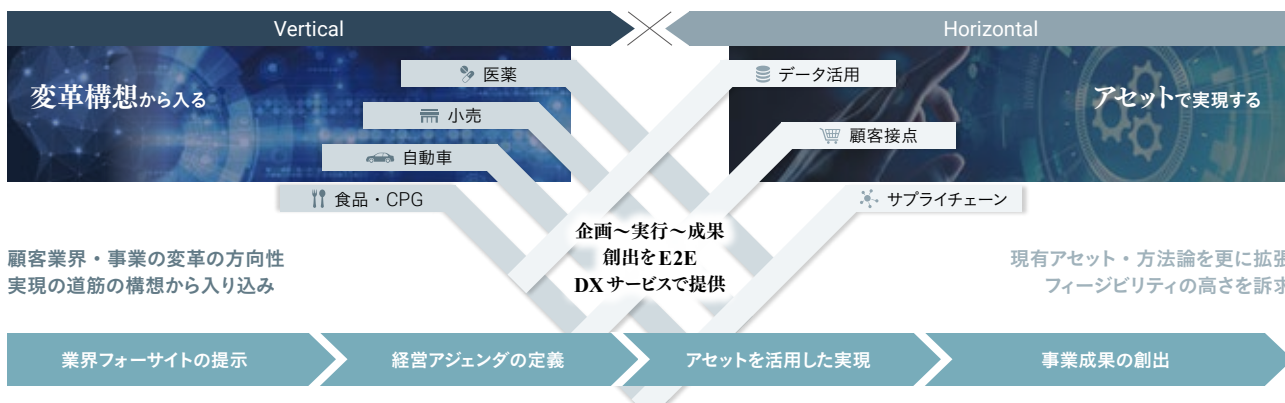 Vertical
Horizontal
変革構想から入る
医薬
小売
自動車
食品・CPG
データ活用
顧客接点
サプライチェーン
アセットで実現する
企画～実行～成果
創出をE2E
DXサービスで提供
顧客業界・事業の変革の方向性
実現の道筋の構想から入り込み
現有アセット・方法論を更に拡張
フィージビリティの高さを訴求
業界フォーサイトの提示
経営アジェンダの定義
アセットを活用した実現
事業成果の創出